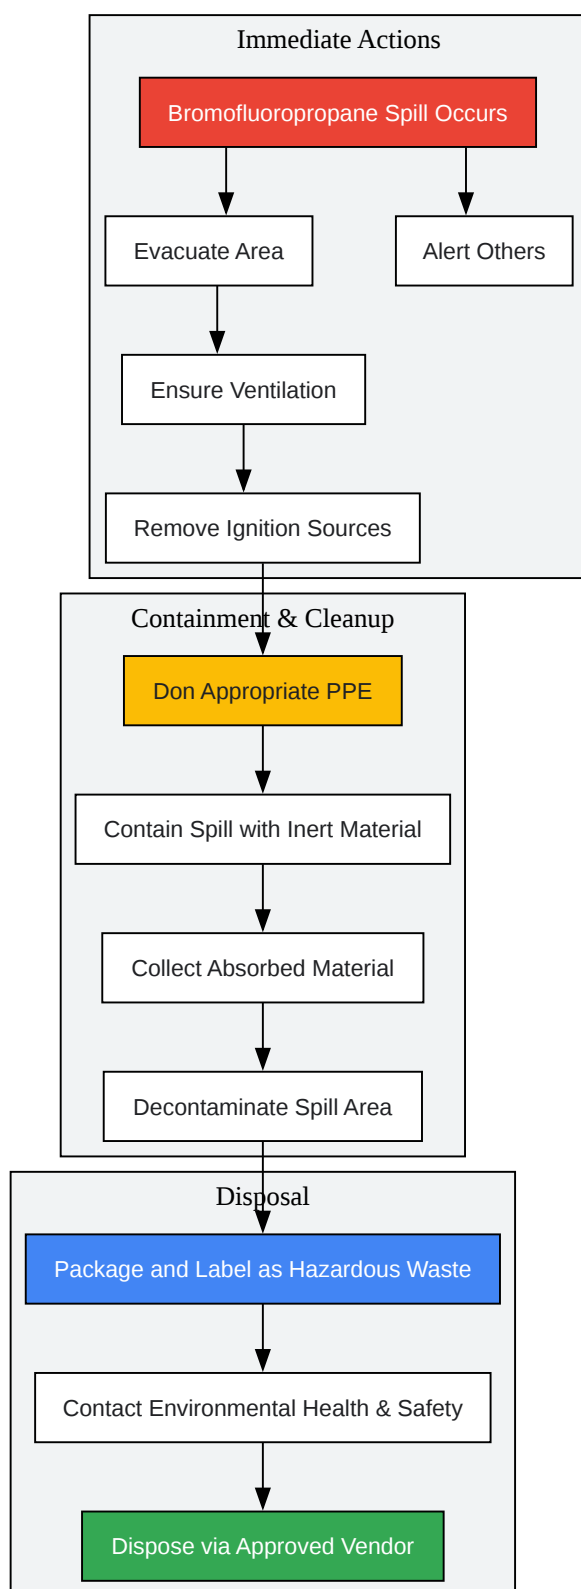 Immediate Actions
Bromofluoropropane Spill Occurs
Evacuate Area
Alert Others
Ensure Ventilation
Remove Ignition Sources
Containment & Cleanup
Don Appropriate PPE
Contain Spill with Inert Material
Collect Absorbed Material
Decontaminate Spill Area
Disposal
Package and Label as Hazardous Waste
Contact Environmental Health & Safety
Dispose via Approved Vendor